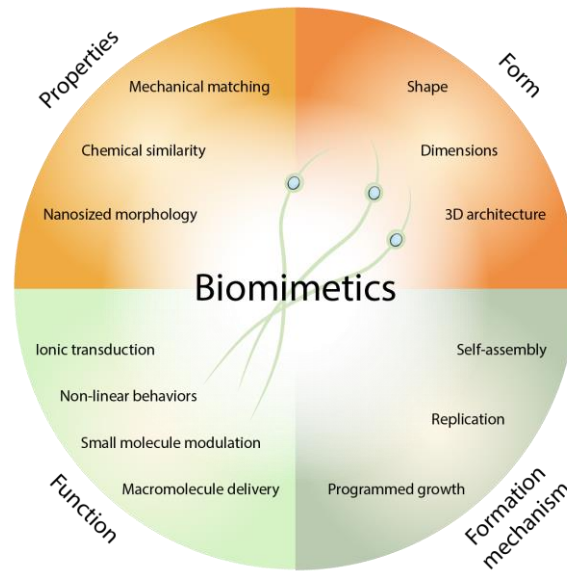 Properties
Mechanical matching
Chemical similarity
Nanosized morphology
Form
Shape
Dimensions
3D architecture
Biomimetics
Ionic transduction
Non-linear behaviors
Small molecule modulation
Macromolecule delivery
Function
Self-assembly
Replication
Programmed growth
Formation
mechanism